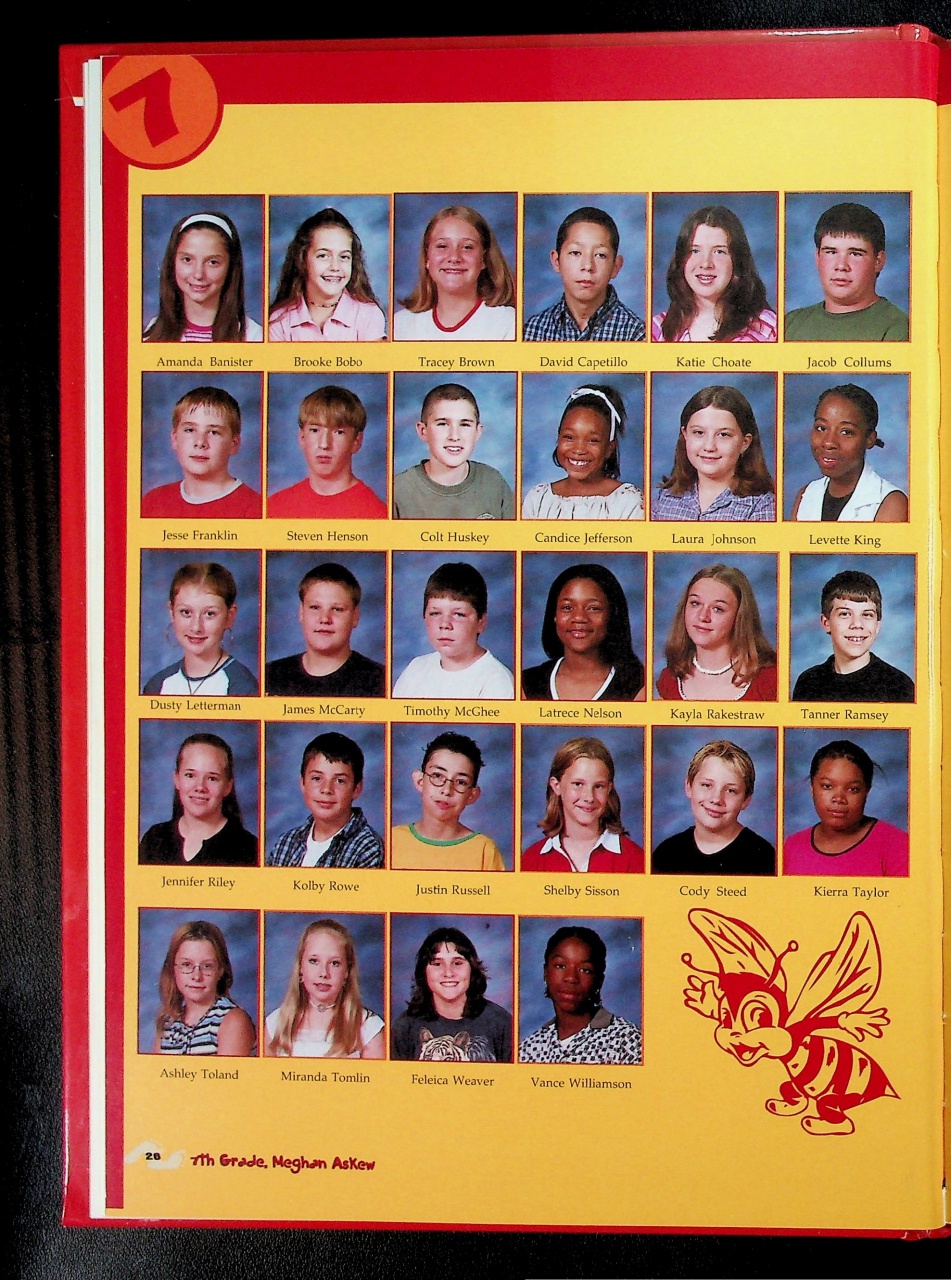 7
Amanda Banister Brooke Bobo Tracey Brown David Capetillo Katie Choate Jacob Collums
Jesse Franklin Steven Henson Colt Huskey Candice Jefferson Laura Johnson Levette King
Dusty Letterman James McCarty Timothy McGhee Latrece Nelson Kayla Rakestraw Tanner Ramsey
Jennifer Riley Kolby Rowe Justin Russell Shelby Sisson Cody Steed Kierra Taylor
Ashley Toland Miranda Tomlin Feleica Weaver Vance Williamson
26 7th Grade, Meghan Askew